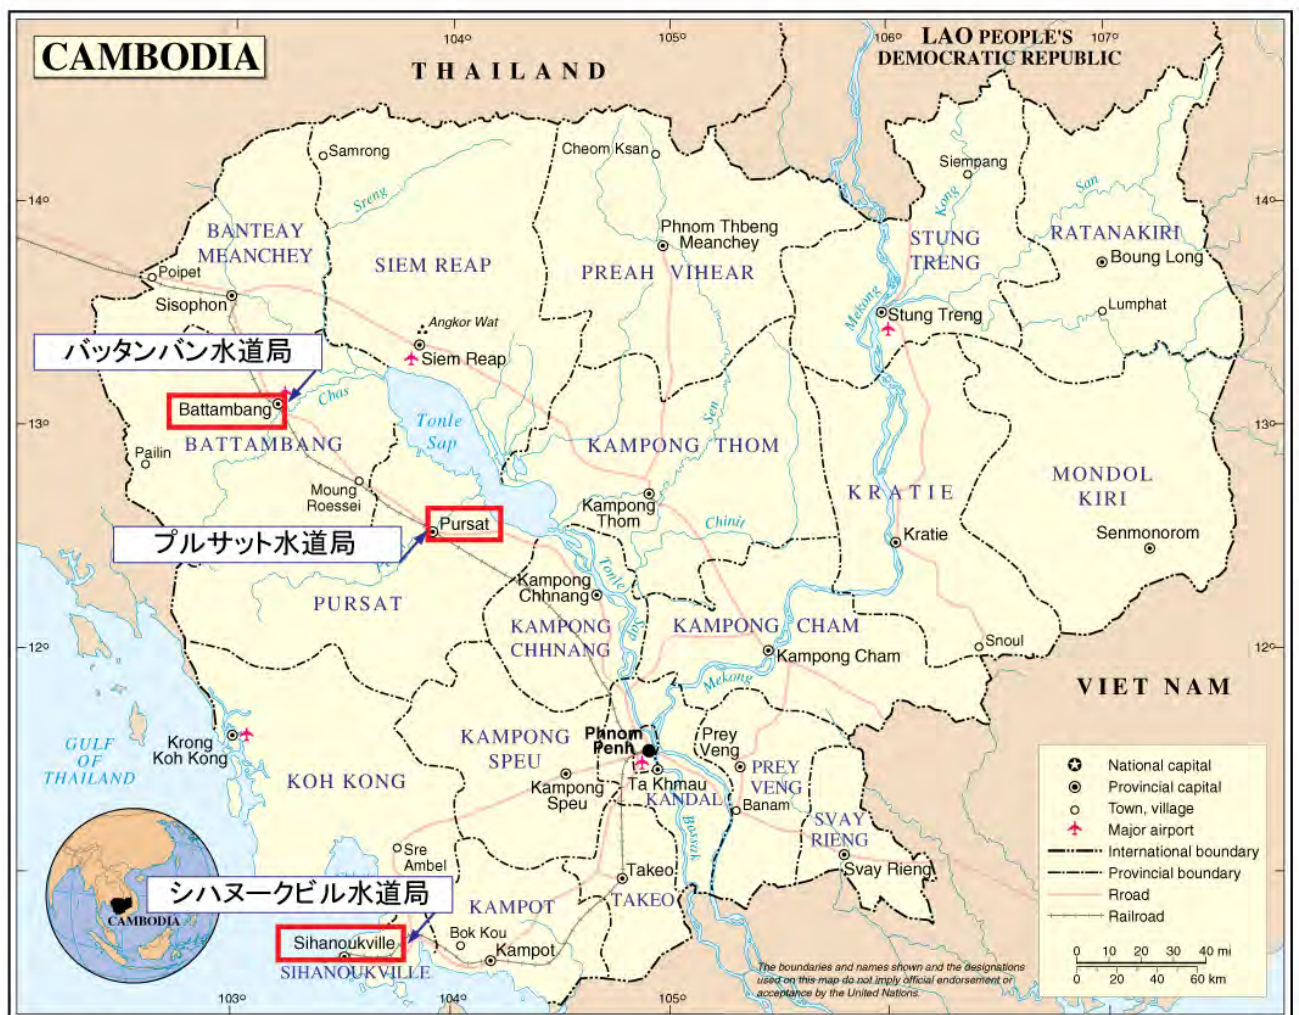 CAMBODIA
THAILAND
LAO PEOPLE'S
DEMOCRATIC REPUBLIC
104°
105°
106°
107°
14°
14°
Samrong
Cheom Ksan
Siempang
Sreng
Kong
San
BANTEAY
MEANCHEY
SIEM REAP
PREAH VIHEAR
Phnom Thbeng
Meanchey
STUNG
TRENG
RATANAKIRI
Boung Long
Poipet
Sisophon
Mekong
Stung Treng
Lumphat
Angkor Wat
Siem Reap
バッタンバン水道局
Battambang
Chas
BATTAMBANG
Tonle
Sap
Sen
KAMPONG THOM
13°
13°
Pailin
Moung
Roessei
Kampong
Thom
Chinit
KRATIE
MONDOL
KIRI
Pursat
プルサット水道局
Kratie
Senmonorom
Kampong
Chhnang
Tonle
Sap
PURSAT
KAMPONG
CHHNANG
KAMPONG CHAM
Kampong Cham
Snoul
12°
12°
Mekong
VIET NAM
GULF
OF
THAILAND
Krong
Koh Kong
KOH KONG
KAMPONG
SPEU
Kampong
Speu
Phnom
Penh
Ta Khmau
KANDAL
Prey
Veng
PREY
VENG
Banam
Bassak
SVAY
RIENG
Svay Rieng
Sre
Ambel
シハヌークビル水道局
Sihanoukville
SIHANOUKVILLE
KAMPOT
Bok Kou
Kampot
Takeo
TAKEO
CAMBODIA
National capital
Provincial capital
Town, village
Major airport
International boundary
Provincial boundary
Rroad
Railroad
0 10 20 30 40 mi
0 20 40 60 km
The boundaries and names shown and the designations
used on this map do not imply official endorsement or
acceptance by the United Nations.
103°
104°
105°